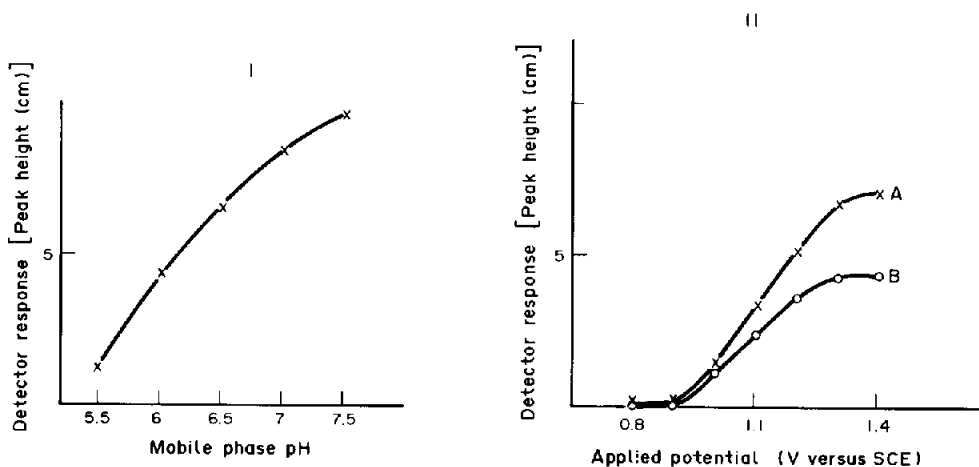 I
Detector response [Peak height (cm)]
5
5.5 6 6.5 7 7.5
Mobile phase pH
II
Detector response [Peak height (cm)]
5
A
B
0.8 1.1 1.4
Applied potential (V versus SCE)